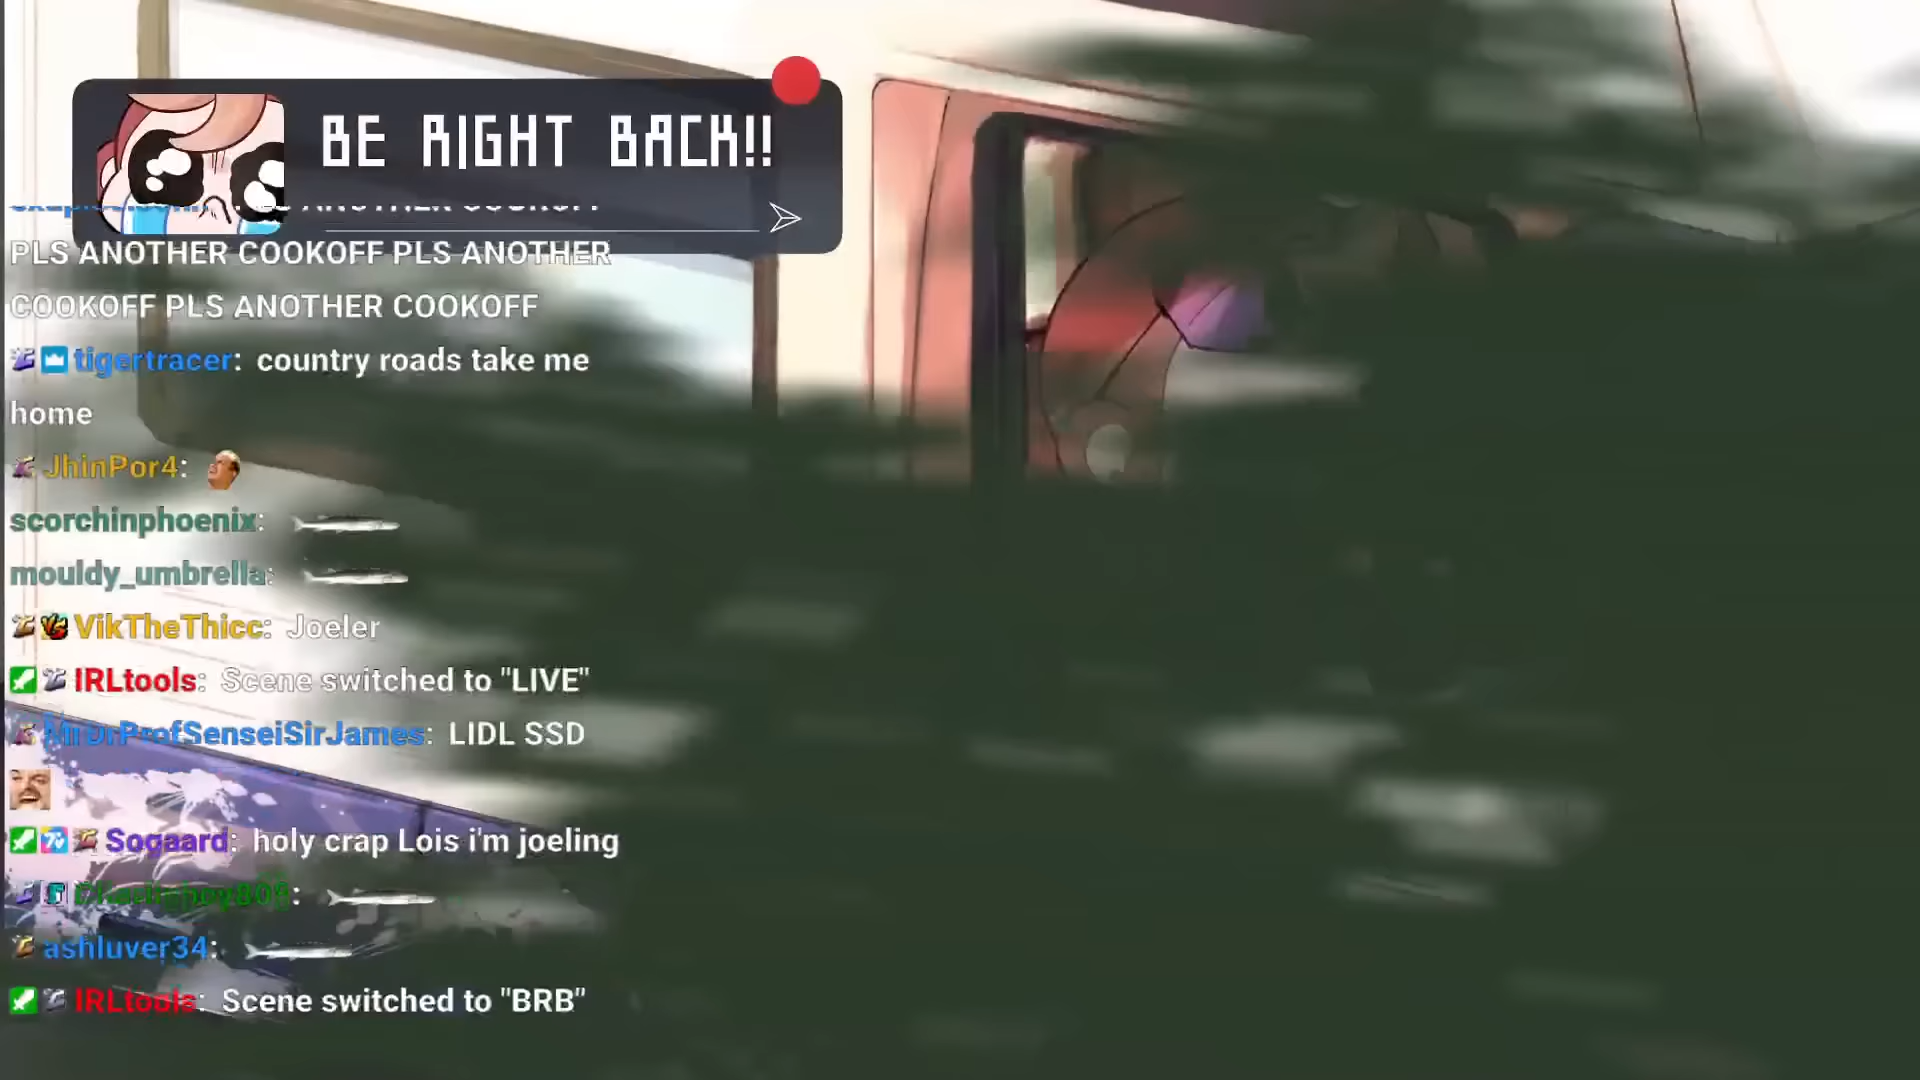 BE RIGHT BACK!!
PLS ANOTHER COOKOFF PLS ANOTHER
COOKOFF PLS ANOTHER COOKOFF
tigertracer: country roads take me
home
JhinPor4:
scorchinphoenix:
mouldy_umbrella:
VikTheThicc: Joeler
IRLtools: Scene switched to "LIVE"
MrDrProfSenseiSirJames: LIDL SSD
Sogaard: holy crap Lois i'm joeling
ashluver34:
IRLtools: Scene switched to "BRB"